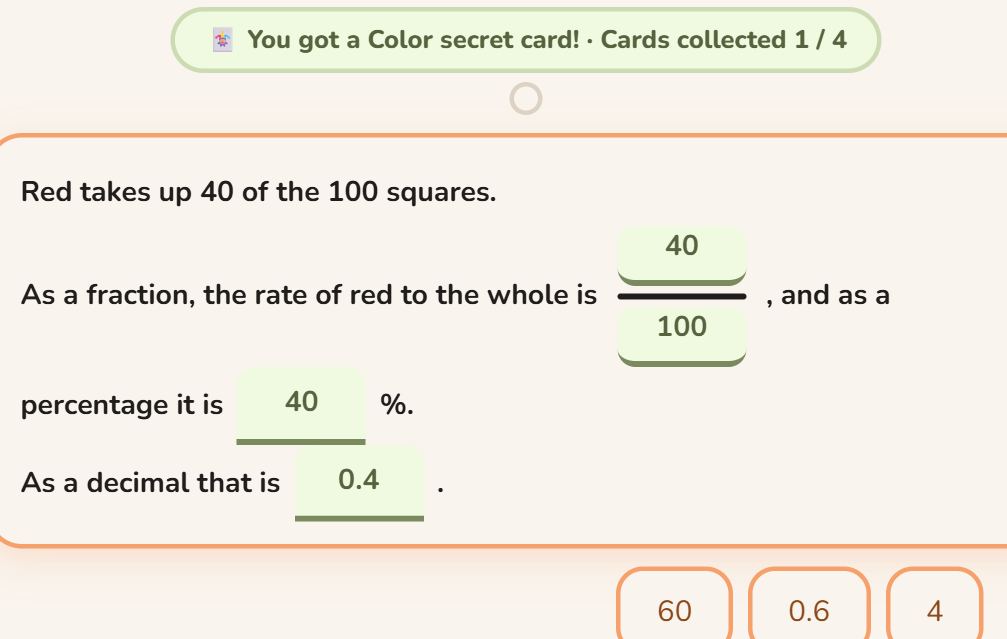 🃏 You got a Color secret card! · Cards collected 1 / 4
Red takes up 40 of the 100 squares.
As a fraction, the rate of red to the whole is 40/100 , and as a
percentage it is 40 %.
As a decimal that is 0.4 .
60 0.6 4